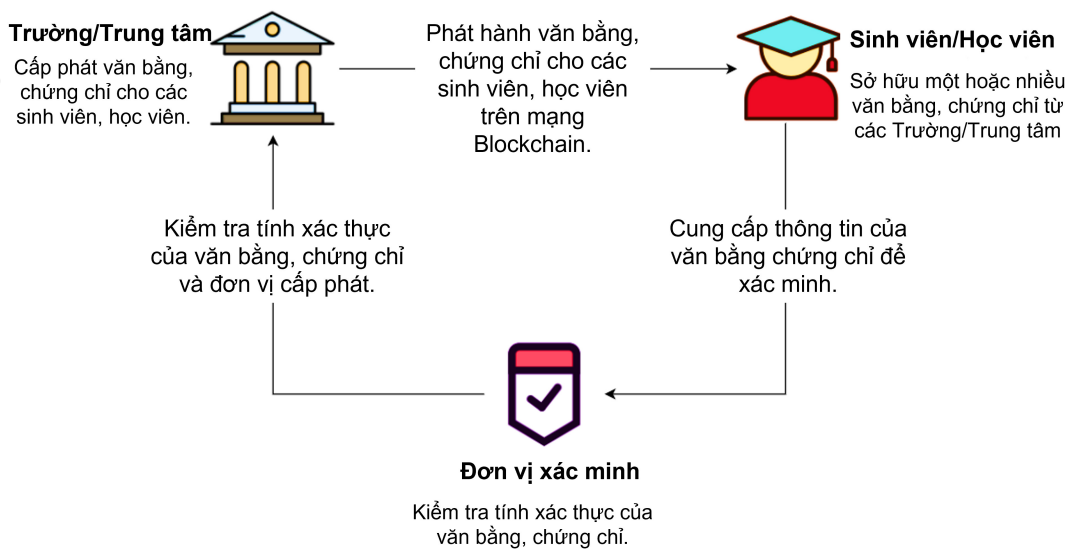 Trường/Trung tâm
Cấp phát văn bằng,
chứng chỉ cho các
sinh viên, học viên.
Phát hành văn bằng,
chứng chỉ cho các
sinh viên, học viên
trên mạng
Blockchain.
Sinh viên/Học viên
Sở hữu một hoặc nhiều
văn bằng, chứng chỉ từ
các Trường/Trung tâm
Kiểm tra tính xác thực
của văn bằng, chứng chỉ
và đơn vị cấp phát.
Cung cấp thông tin của
văn bằng chứng chỉ để
xác minh.
Đơn vị xác minh
Kiểm tra tính xác thực của
văn bằng, chứng chỉ.